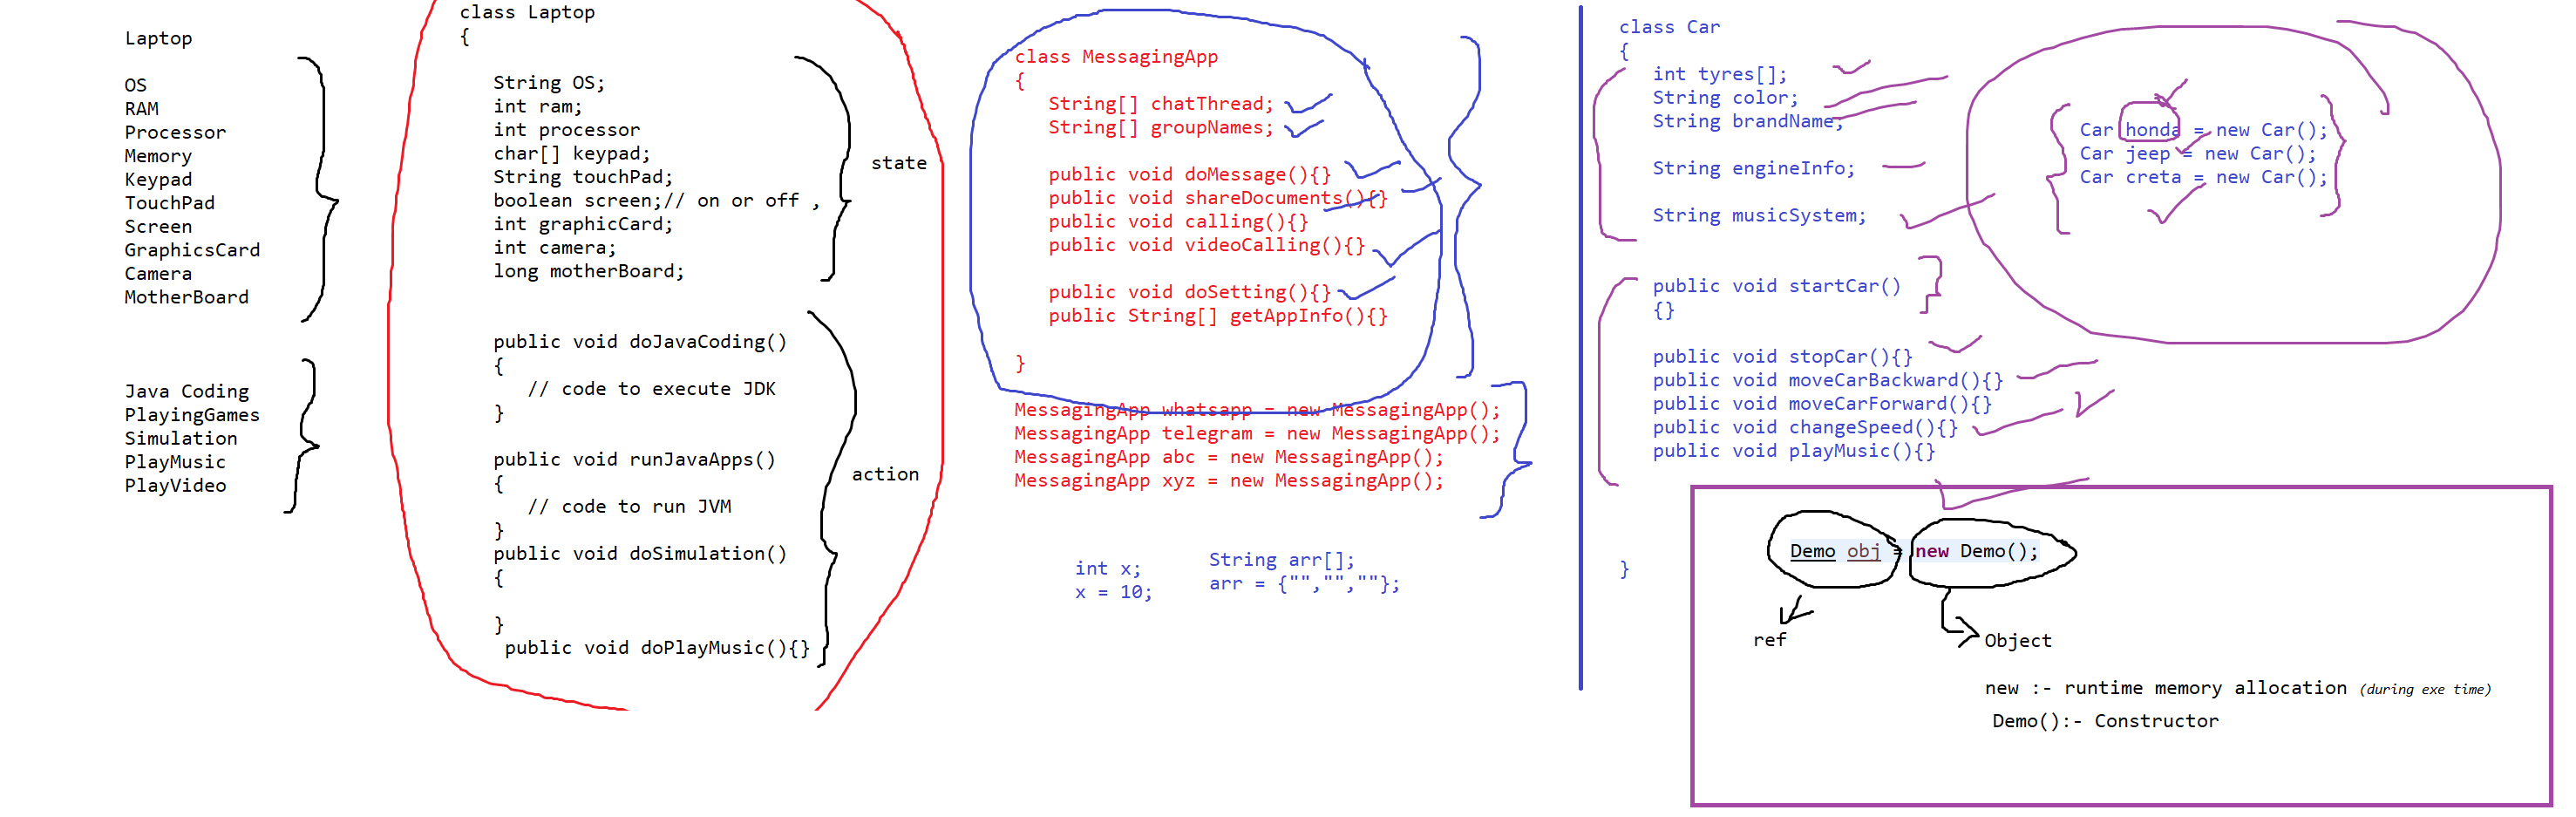 Laptop
OS
RAM
Processor
Memory
Keypad
TouchPad
Screen
GraphicsCard
Camera
MotherBoard
Java Coding
PlayingGames
Simulation
PlayMusic
PlayVideo
class Laptop
{
String OS;
int ram;
int processor
char[] keypad;
String touchPad;
boolean screen;// on or off ,
int graphicCard;
int camera;
long motherBoard;
state
public void doJavaCoding()
{
// code to execute JDK
}
public void runJavaApps()
{
// code to run JVM
}
public void doSimulation()
{
}
public void doPlayMusic(){}
action
class MessagingApp
{
String[] chatThread;
String[] groupNames;
public void doMessage(){}
public void shareDocuments(){}
public void calling(){}
public void videoCalling(){}
public void doSetting(){}
public String[] getAppInfo(){}
}
MessagingApp whatsapp = new MessagingApp();
MessagingApp telegram = new MessagingApp();
MessagingApp abc = new MessagingApp();
MessagingApp xyz = new MessagingApp();
int x;
x = 10;
String arr[];
arr = {"","",""};
class Car
{
int tyres[];
String color;
String brandName;
String engineInfo;
String musicSystem;
public void startCar()
{}
public void stopCar(){}
public void moveCarBackward(){}
public void moveCarForward(){}
public void changeSpeed(){}
public void playMusic(){}
}
Car honda = new Car();
Car jeep = new Car();
Car creta = new Car();
Demo obj = new Demo();
ref
Object
new :- runtime memory allocation (during exe time)
Demo():- Constructor